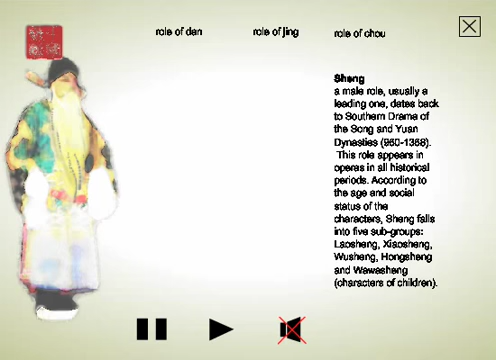 role of dan
role of jing
role of chou
Sheng
a male role, usually a
leading one, dates back
to Southern Drama of
the Song and Yuan
Dynasties (960-1368).
This role appears in
operas in all historical
periods. According to
the age and social
status of the
characters, Sheng falls
into five sub-groups:
Laosheng, Xiaosheng,
Wusheng, Hongsheng
and Wawasheng
(characters of children).